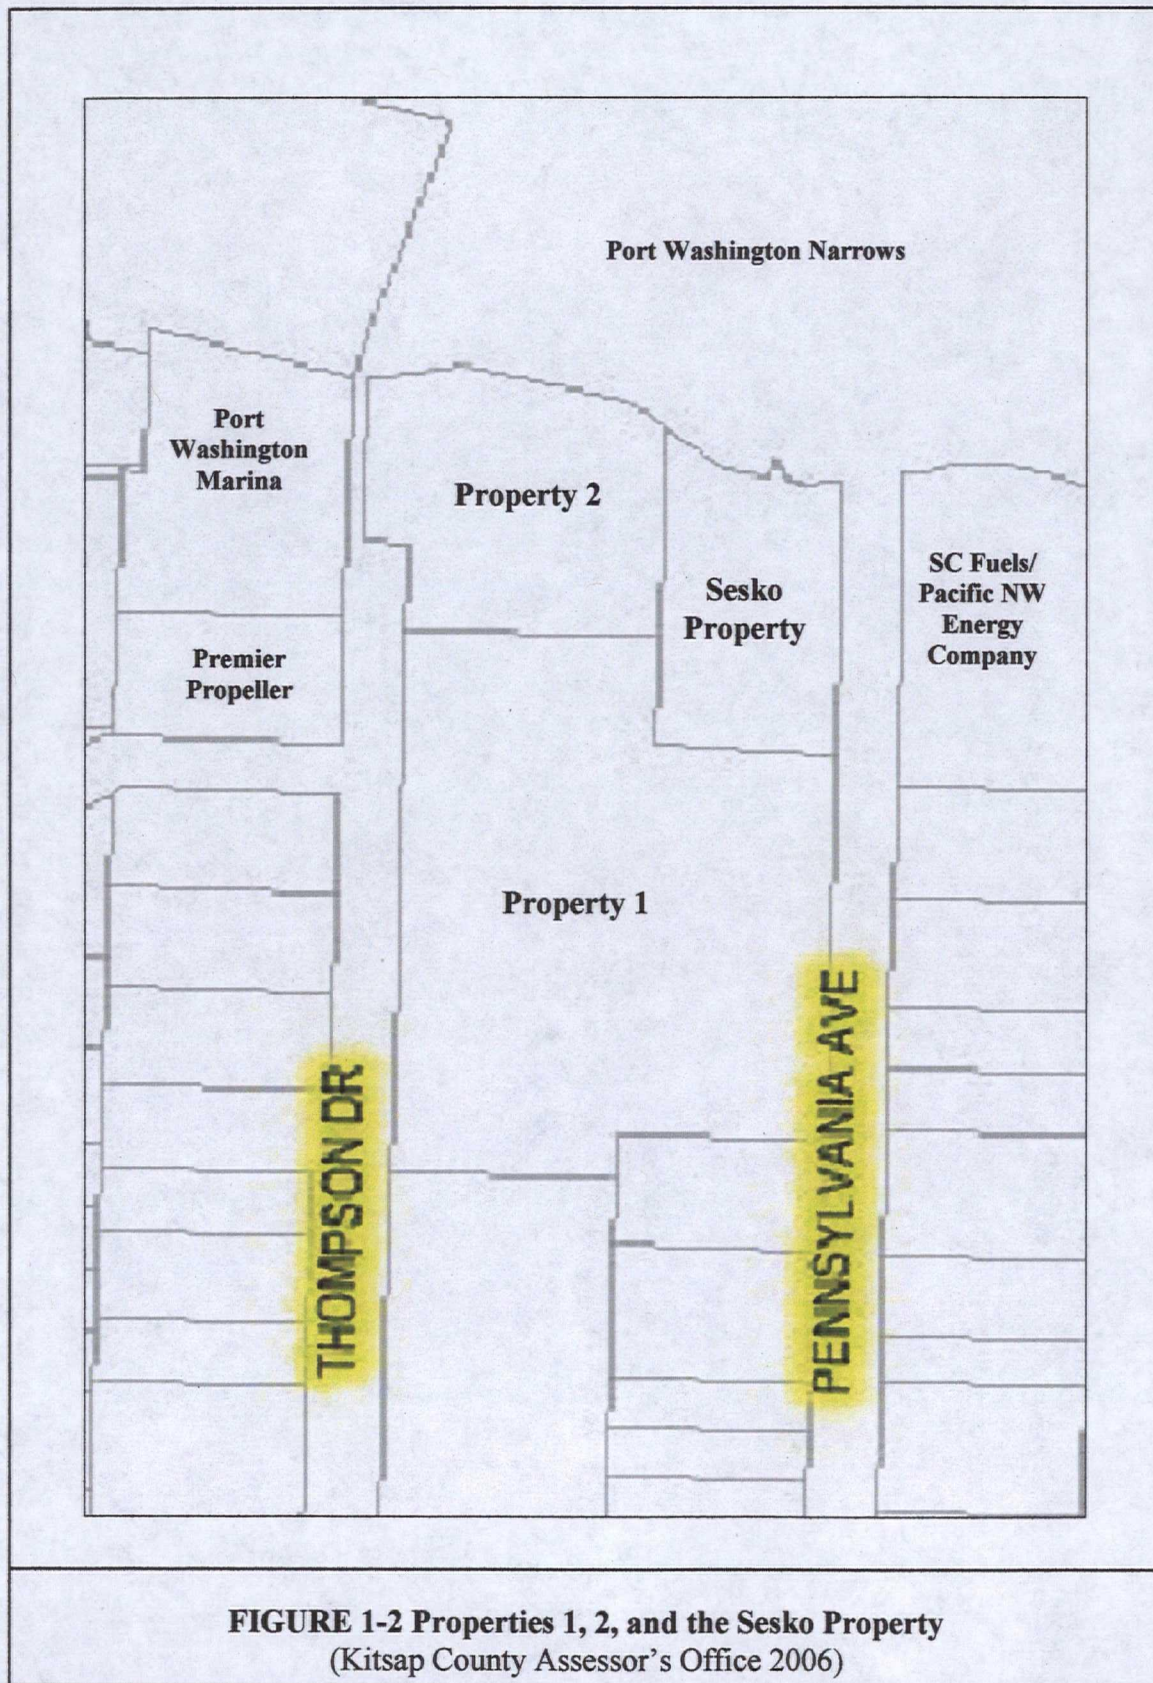 Port Washington Narrows
Port
Washington
Marina
Property 2
Sesko
Property
SC Fuels/
Pacific NW
Energy
Company
Premier
Propeller
Property 1
THOMPSON DR
PENNSYLVANIA AVE
FIGURE 1-2 Properties 1, 2, and the Sesko Property
(Kitsap County Assessor's Office 2006)